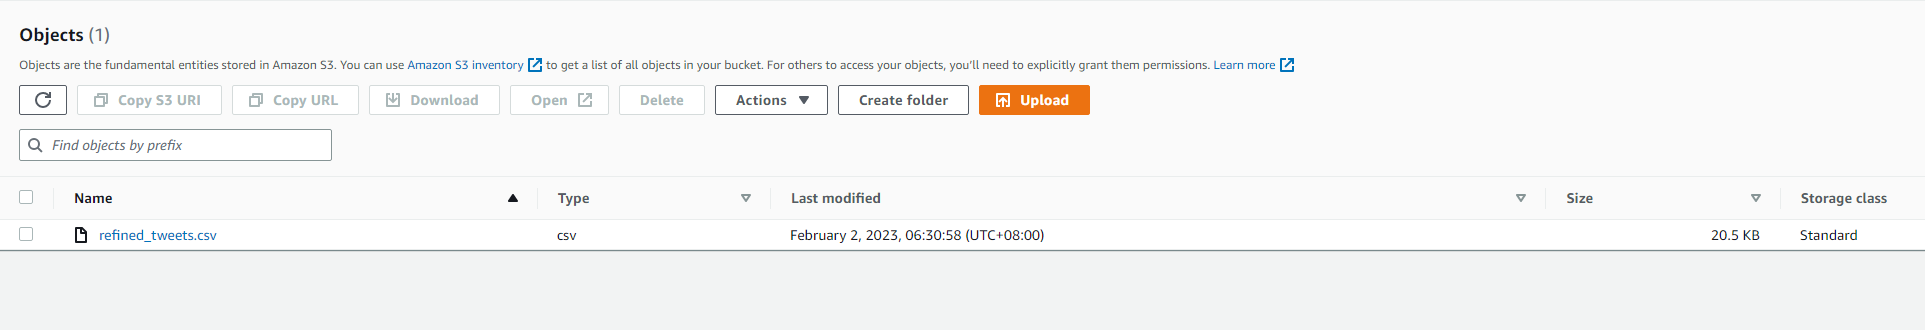 Objects (1)
Objects are the fundamental entities stored in Amazon S3. You can use Amazon S3 inventory to get a list of all objects in your bucket. For others to access your objects, you'll need to explicitly grant them permissions. Learn more
Copy S3 URI Copy URL Download Open Delete Actions Create folder Upload
Find objects by prefix
Name Type Last modified Size Storage class
refined_tweets.csv csv February 2, 2023, 06:30:58 (UTC+08:00) 20.5 KB Standard